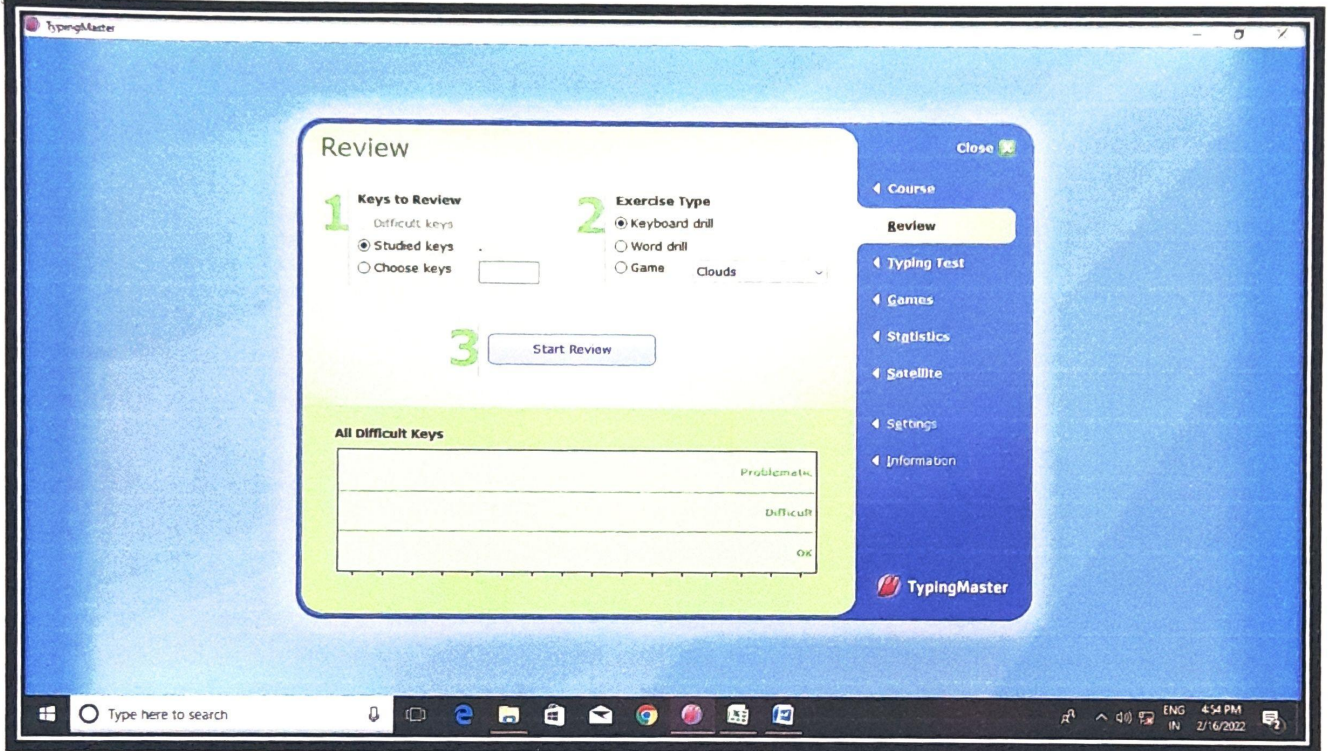 TypingMaster
Review
Close
1 Keys to Review
Difficult keys
Studied keys .
Choose keys
2 Exercise Type
Keyboard drill
Word drill
Game Clouds
3 Start Review
All Difficult Keys
Problematic
Difficult
OK
Course
Review
Typing Test
Games
Statistics
Satellite
Settings
Information
TypingMaster
Type here to search
ENG
IN
4:54 PM
2/16/2022
2